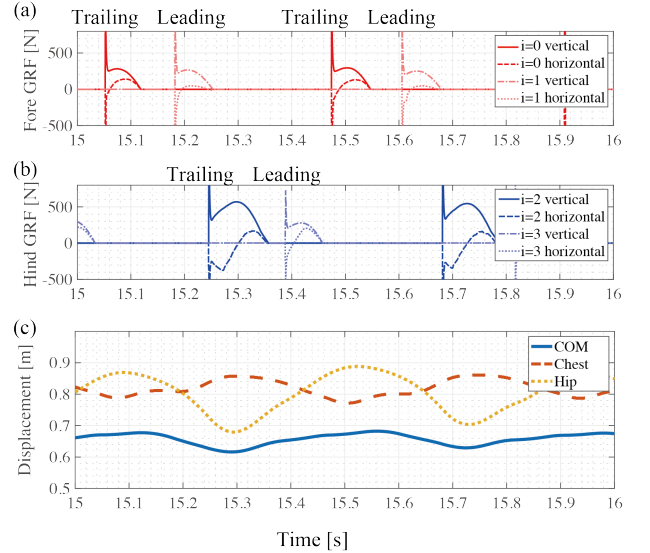 (a)
Trailing Leading Trailing Leading
Fore GRF [N]
500
0
-500
15 15.1 15.2 15.3 15.4 15.5 15.6 15.7 15.8 15.9 16
i=0 vertical
i=0 horizontal
i=1 vertical
i=1 horizontal
(b)
Trailing Leading
Hind GRF [N]
500
0
-500
15 15.1 15.2 15.3 15.4 15.5 15.6 15.7 15.8 15.9 16
i=2 vertical
i=2 horizontal
i=3 vertical
i=3 horizontal
(c)
Displacement [m]
0.9
0.8
0.7
0.6
0.5
15 15.1 15.2 15.3 15.4 15.5 15.6 15.7 15.8 15.9 16
COM
Chest
Hip
Time [s]